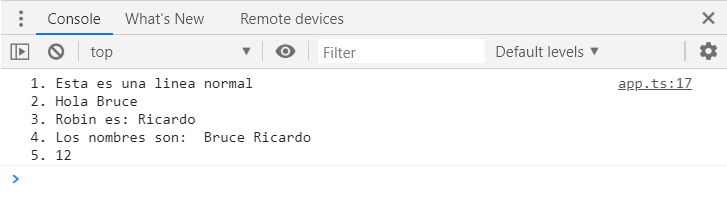 Console What's New Remote devices
top Filter Default levels
1. Esta es una linea normal app.ts:17
2. Hola Bruce
3. Robin es: Ricardo
4. Los nombres son:  Bruce Ricardo
5. 12